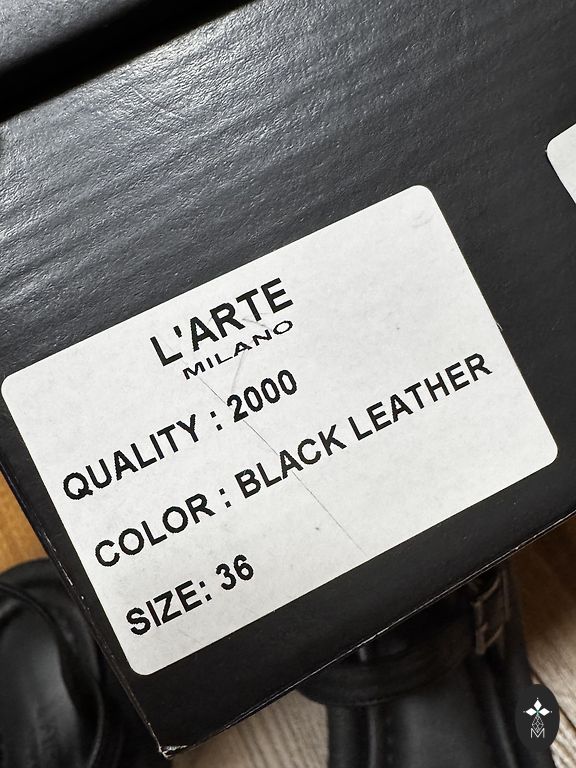 L'ARTE
MILANO
QUALITY : 2000
COLOR : BLACK LEATHER
SIZE: 36